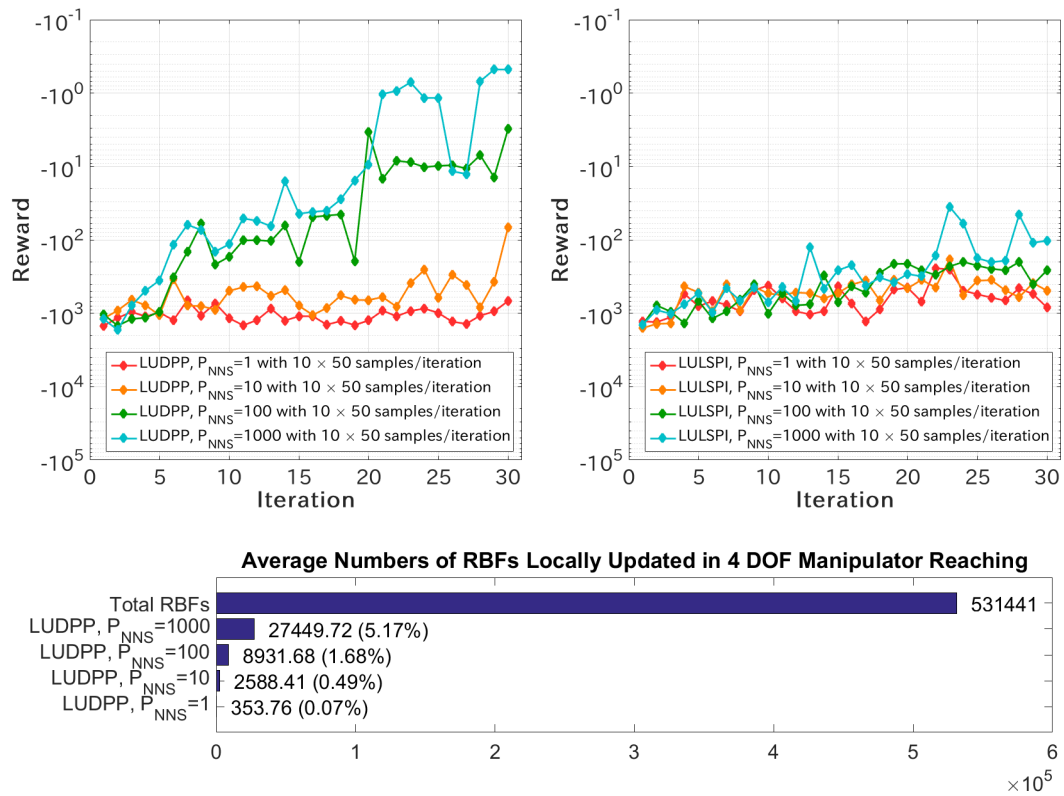 -10^-1
-10^0
-10^1
-10^2
-10^3
-10^4
-10^5
Reward
LUDPP, P_NNS=1 with 10 × 50 samples/iteration
LUDPP, P_NNS=10 with 10 × 50 samples/iteration
LUDPP, P_NNS=100 with 10 × 50 samples/iteration
LUDPP, P_NNS=1000 with 10 × 50 samples/iteration
0 5 10 15 20 25 30
Iteration
-10^-1
-10^0
-10^1
-10^2
-10^3
-10^4
-10^5
Reward
LULSPI, P_NNS=1 with 10 × 50 samples/iteration
LULSPI, P_NNS=10 with 10 × 50 samples/iteration
LULSPI, P_NNS=100 with 10 × 50 samples/iteration
LULSPI, P_NNS=1000 with 10 × 50 samples/iteration
0 5 10 15 20 25 30
Iteration
Average Numbers of RBFs Locally Updated in 4 DOF Manipulator Reaching
Total RBFs 531441
LUDPP, P_NNS=1000 27449.72 (5.17%)
LUDPP, P_NNS=100 8931.68 (1.68%)
LUDPP, P_NNS=10 2588.41 (0.49%)
LUDPP, P_NNS=1 353.76 (0.07%)
0 1 2 3 4 5 6
×10^5